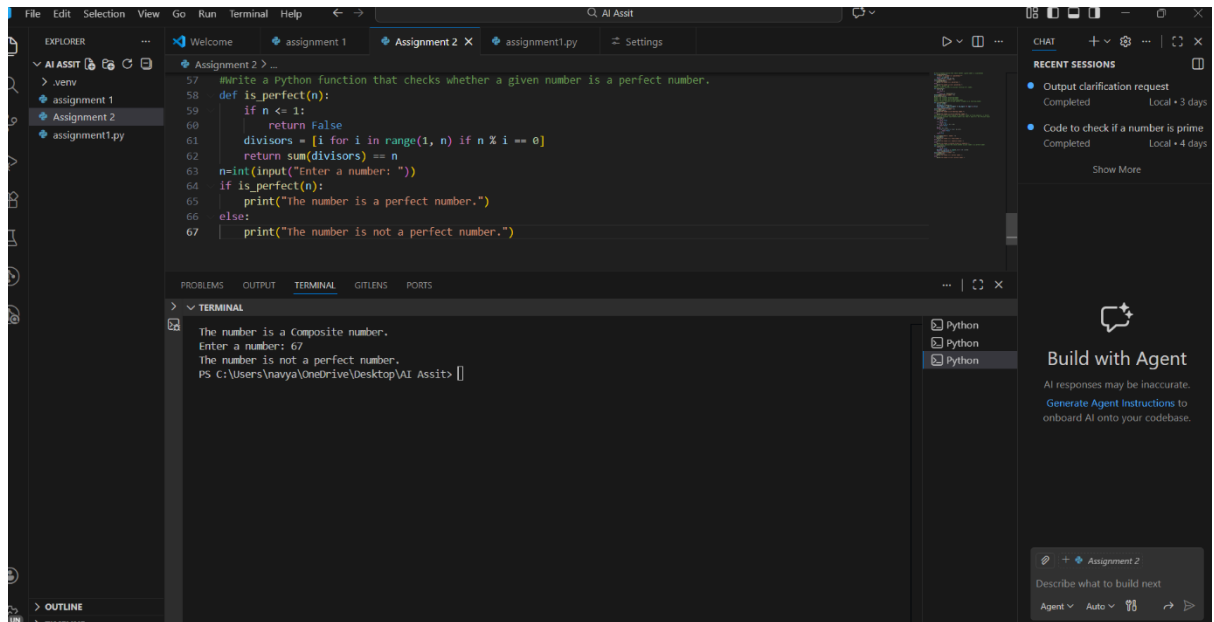 File Edit Selection View Go Run Terminal Help
AI Assit
EXPLORER
AI ASSIT
.venv
assignment 1
Assignment 2
assignment1.py
OUTLINE
Welcome
assignment 1
Assignment 2
assignment1.py
Settings
Assignment 2 > ...
57 #Write a Python function that checks whether a given number is a perfect number.
58 def is_perfect(n):
59 if n <= 1:
60 return False
61 divisors = [i for i in range(1, n) if n % i == 0]
62 return sum(divisors) == n
63 n=int(input("Enter a number: "))
64 if is_perfect(n):
65 print("The number is a perfect number.")
66 else:
67 print("The number is not a perfect number.")
PROBLEMS OUTPUT TERMINAL GITLENS PORTS
TERMINAL
The number is a Composite number.
Enter a number: 67
The number is not a perfect number.
PS C:\Users\navya\OneDrive\Desktop\AI Assit>
Python
Python
Python
CHAT
RECENT SESSIONS
Output clarification request
Completed Local • 3 days
Code to check if a number is prime
Completed Local • 4 days
Show More
Build with Agent
AI responses may be inaccurate.
Generate Agent Instructions to
onboard AI onto your codebase.
Assignment 2
Describe what to build next
Agent Auto